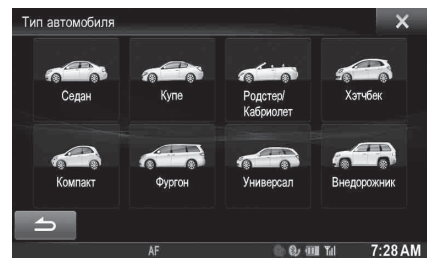 Тип автомобиля
Седан
Купе
Родстер/
Кабриолет
Хэтчбек
Компакт
Фургон
Универсал
Внедорожник
AF
7:28 AM